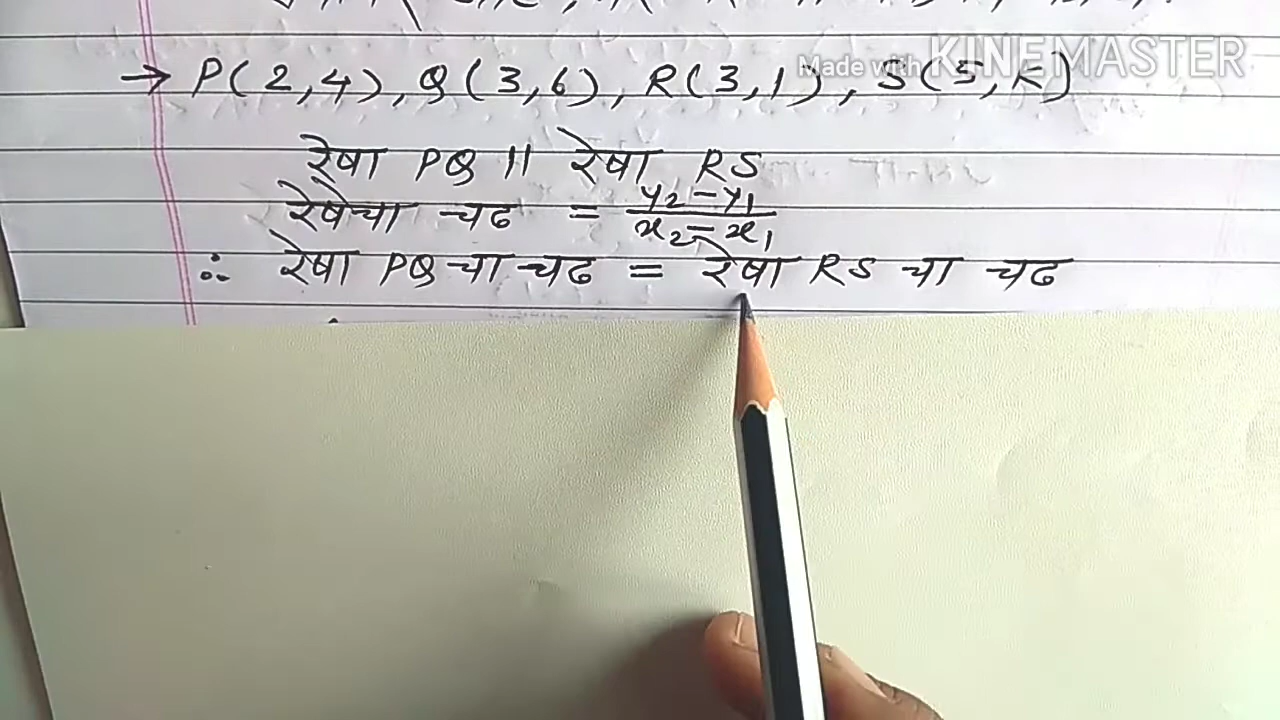 → P(2,4), Q(3,6), R(3,1), S(5,K)
Made with KINEMASTER
रेषा PQ || रेषा RS
रेषेचा चढ = y₂-y₁ / x₂-x₁
∴ रेषा PQ चा चढ = रेषा RS चा चढ